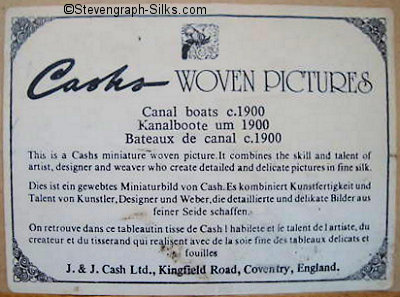 ©Stevengraph-Silks.com
Cashs WOVEN PICTURES
Canal boats c.1900
Kanalboote um 1900
Bateaux de canal c.1900
This is a Cashs miniature woven picture.It combines the skill and talent of
artist, designer and weaver who create detailed and delicate pictures in fine silk.
Dies ist ein gewebtes Miniaturbild von Cash.Es kombiniert Kunstfertigkeit und
Talent von Kunstler, Designer und Weber, die detaillierte und delikate Bilder aus
feiner Seide schaffen.
On retrouve dans ce tableautin tisse de Cash l habilete et le talent de l artiste, du
createur et du tisserand qui realisent avec de la soie fine des tableaux delicats et
fouilles
J. & J. Cash Ltd., Kingfield Road, Coventry, England.